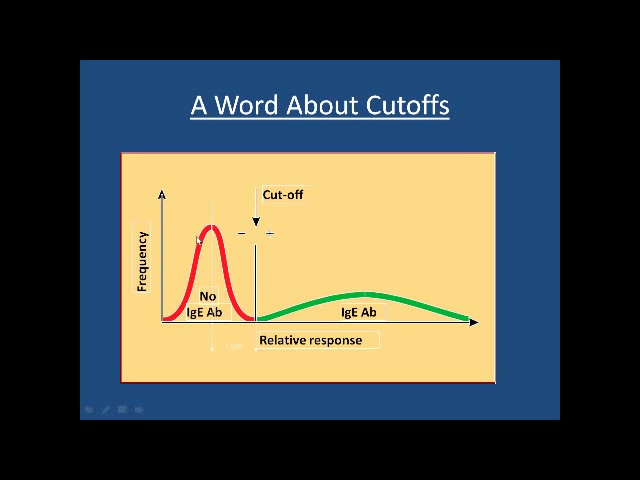 A Word About Cutoffs
Cut-off
− +
Frequency
No
IgE Ab
IgE Ab
Relative response